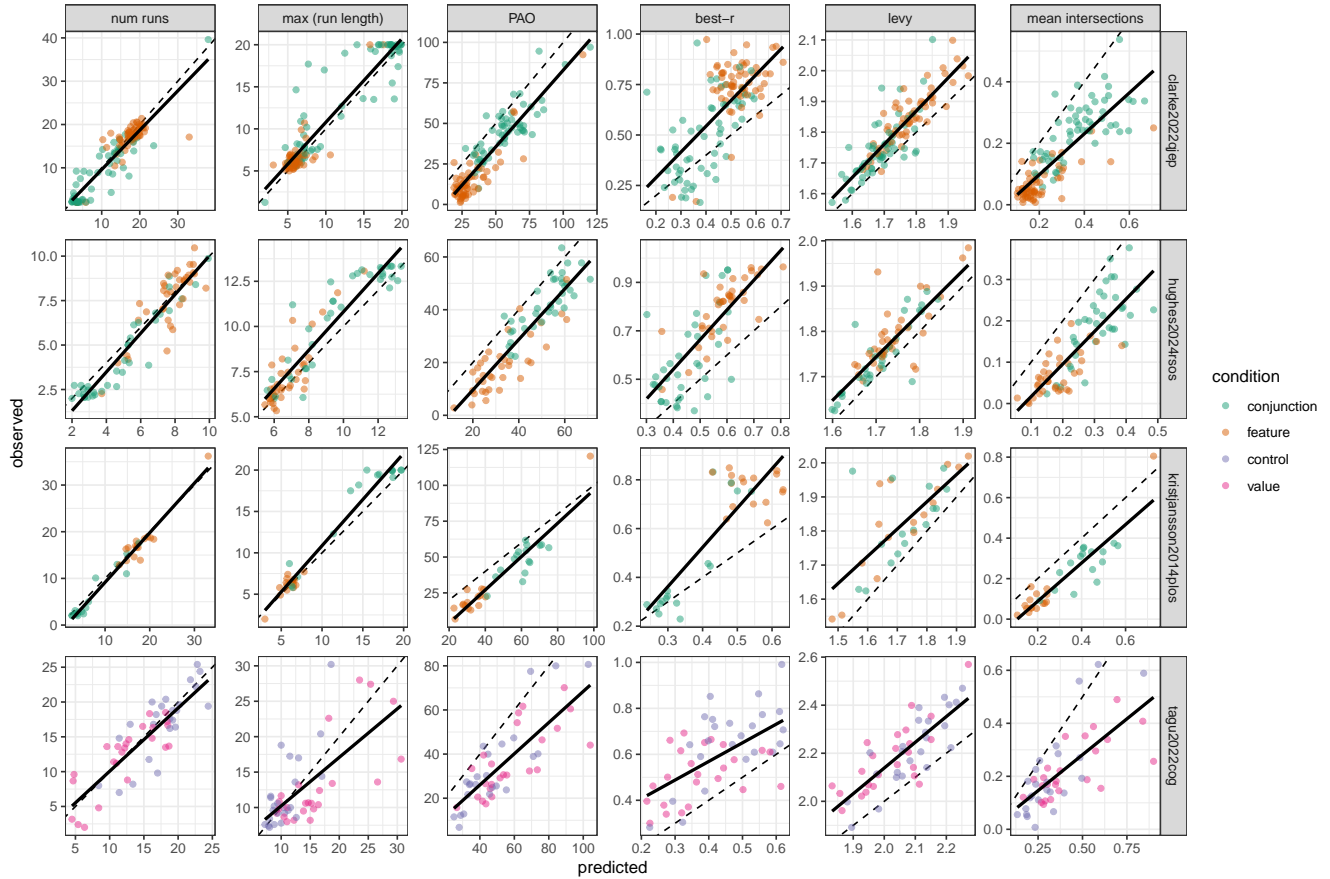 num runs max (run length) PAO best−r levy mean intersections
40 30 20 10
10 20 30
20 15 10 5
5 10 15 20
100 75 50 25 0
25 50 75 100 125
1.00 0.75 0.50 0.25
0.2 0.3 0.4 0.5 0.6 0.7
2.1 2.0 1.9 1.8 1.7 1.6
1.6 1.7 1.8 1.9
0.4 0.2 0.0
0.2 0.4 0.6
clarke2022qjep
10.0 7.5 5.0 2.5
2 4 6 8 10
12.5 10.0 7.5 5.0
6 8 10 12
60 40 20 0
20 40 60
0.9 0.7 0.5
0.3 0.4 0.5 0.6 0.7 0.8
2.0 1.9 1.8 1.7
1.6 1.7 1.8 1.9
0.3 0.2 0.1 0.0
0.1 0.2 0.3 0.4 0.5
hughes2024rsos
30 20 10 0
10 20 30
20 15 10 5
5 10 15 20
125 100 75 50 25
20 40 60 80 100
0.8 0.6 0.4 0.2
0.3 0.4 0.5 0.6
2.0 1.9 1.8 1.7 1.6
1.5 1.6 1.7 1.8 1.9
0.8 0.6 0.4 0.2 0.0
0.2 0.4 0.6
kristjansson2014plos
25 20 15 10 5
5 10 15 20 25
30 25 20 15 10
10 15 20 25 30
80 60 40 20
40 60 80 100
1.0 0.8 0.6 0.4
0.2 0.3 0.4 0.5 0.6
2.6 2.4 2.2 2.0
1.9 2.0 2.1 2.2
0.6 0.4 0.2 0.0
0.25 0.50 0.75
tagu2022cog
observed
predicted
condition
conjunction
feature
control
value